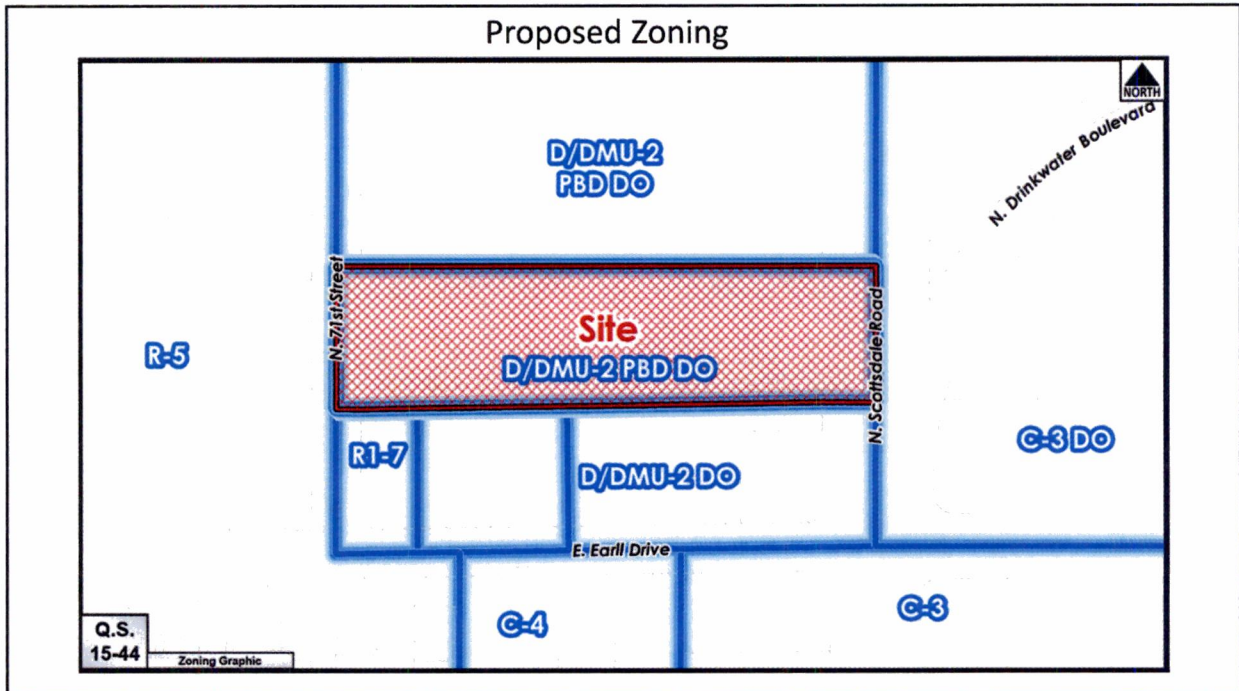 Proposed Zoning
NORTH
N. Drinkwater Boulevard
D/DMU-2
PBD DO
N. 71st Street
Site
D/DMU-2 PBD DO
N. Scottsdale Road
R-5
R1-7
C-3 DO
D/DMU-2 DO
E. Earll Drive
C-4
C-3
Q.S.
15-44
Zoning Graphic